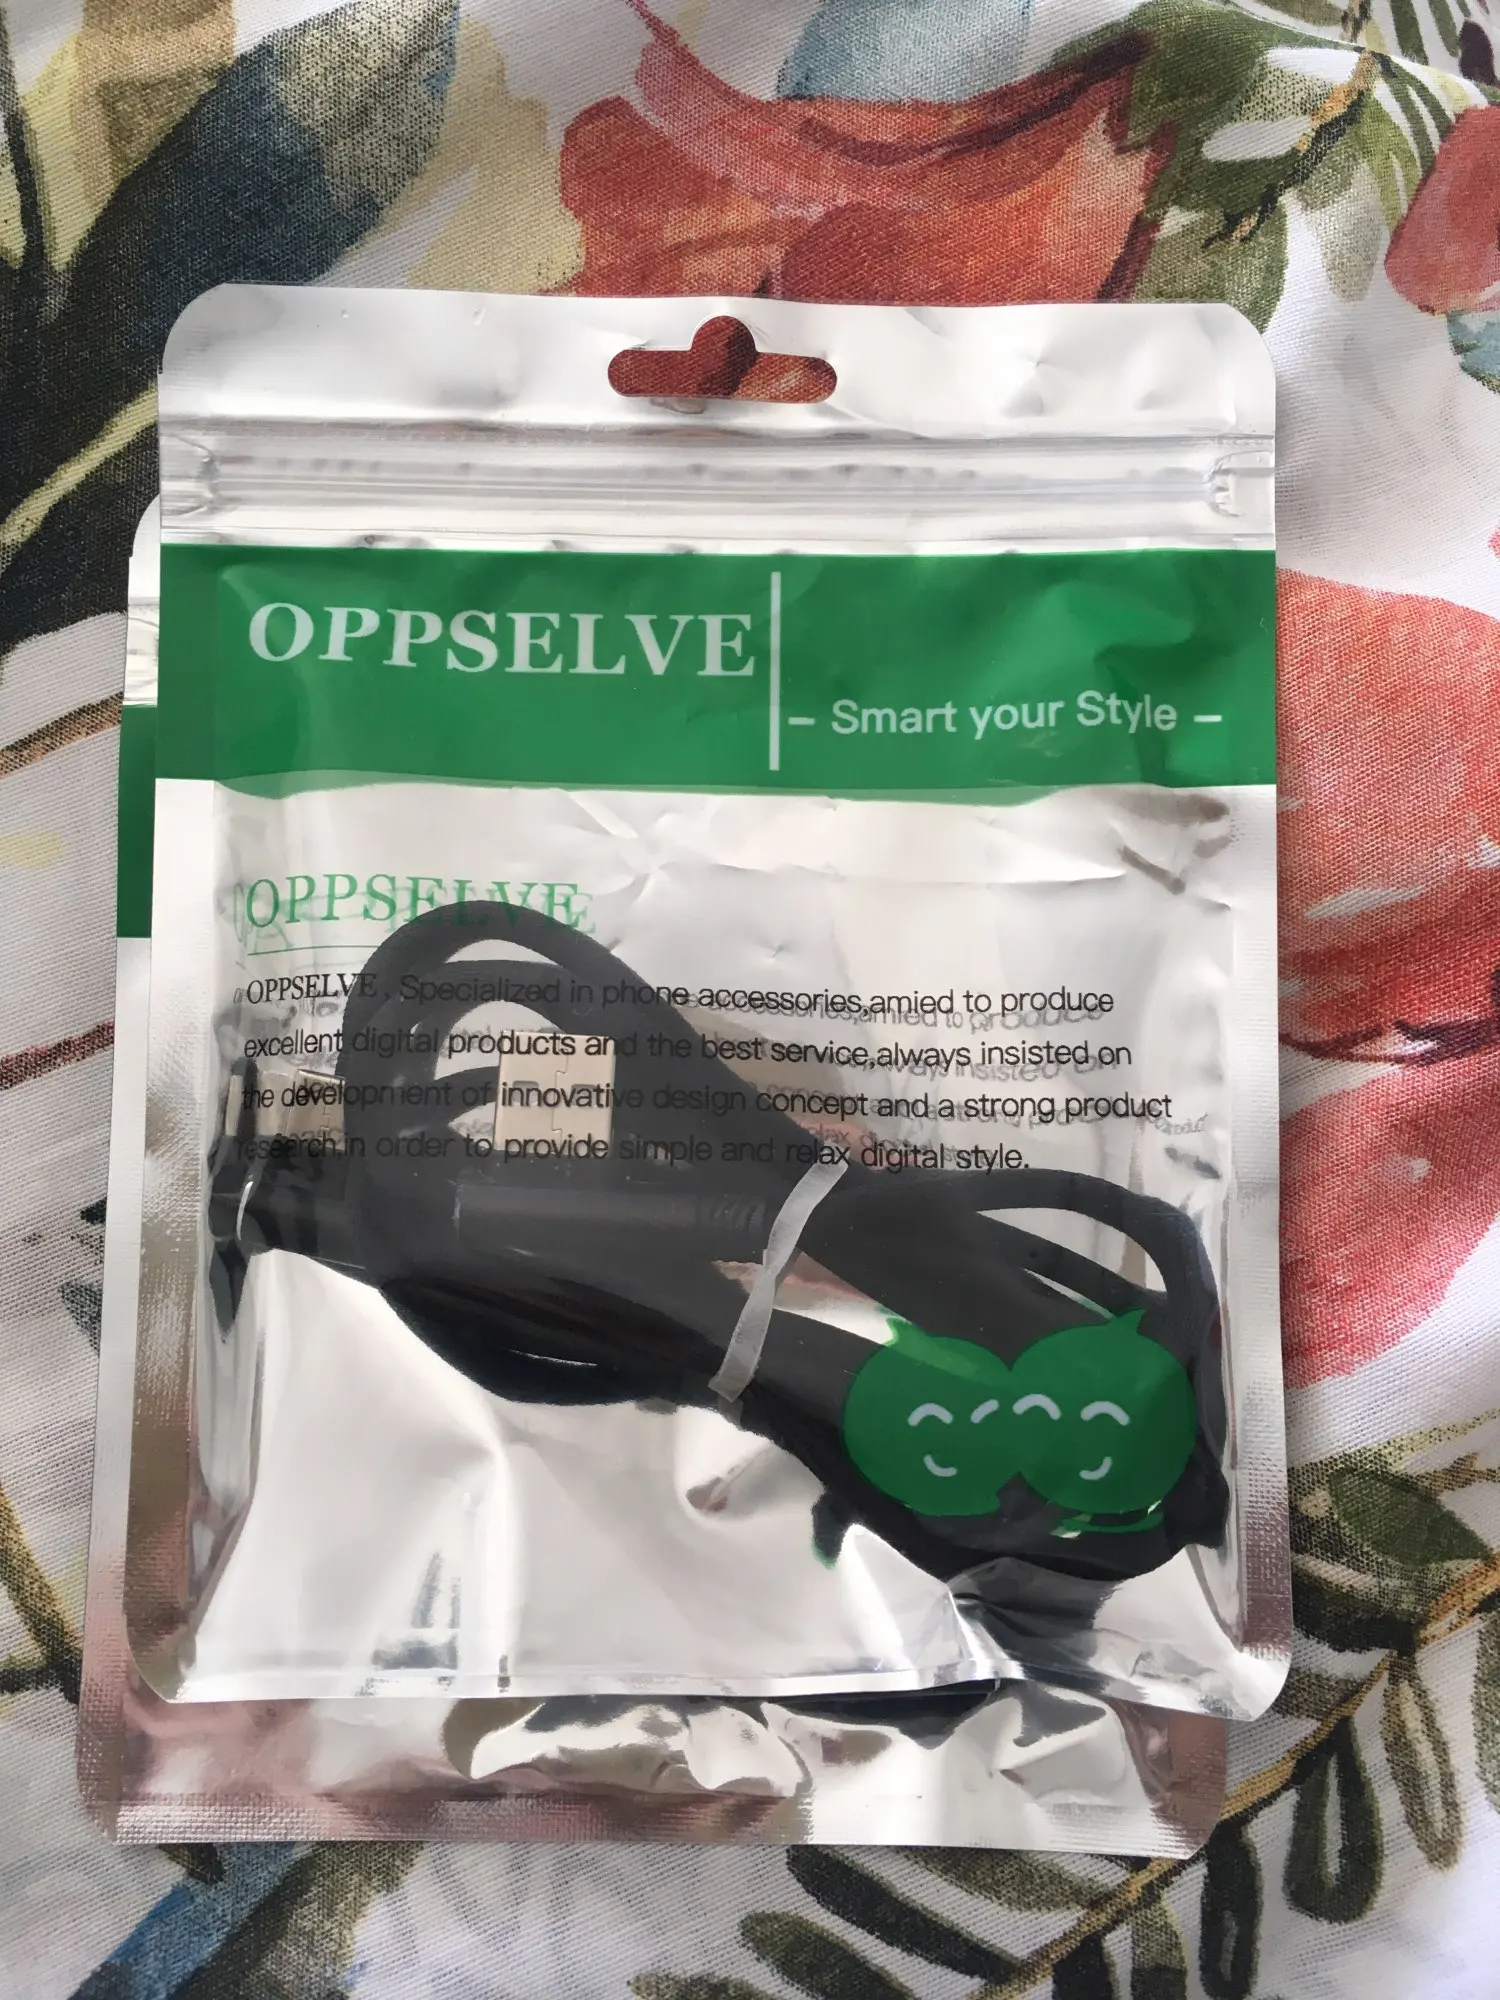 OPPSELVE
– Smart your Style –
OPPSELVE
OPPSELVE , Specialized in phone accessories,amied to produce
excellent digital products and the best service,always insisted on
the development of innovative design concept and a strong product
research,in order to provide simple and relax digital style.